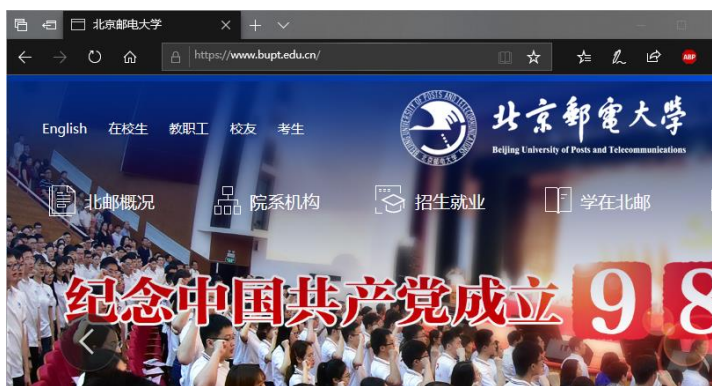 北京邮电大学
https://www.bupt.edu.cn/
ABP
English 在校生 教职工 校友 考生
北京郵電大學
Beijing University of Posts and Telecommunications
北邮概况 院系机构 招生就业 学在北邮
纪念中国共产党成立98